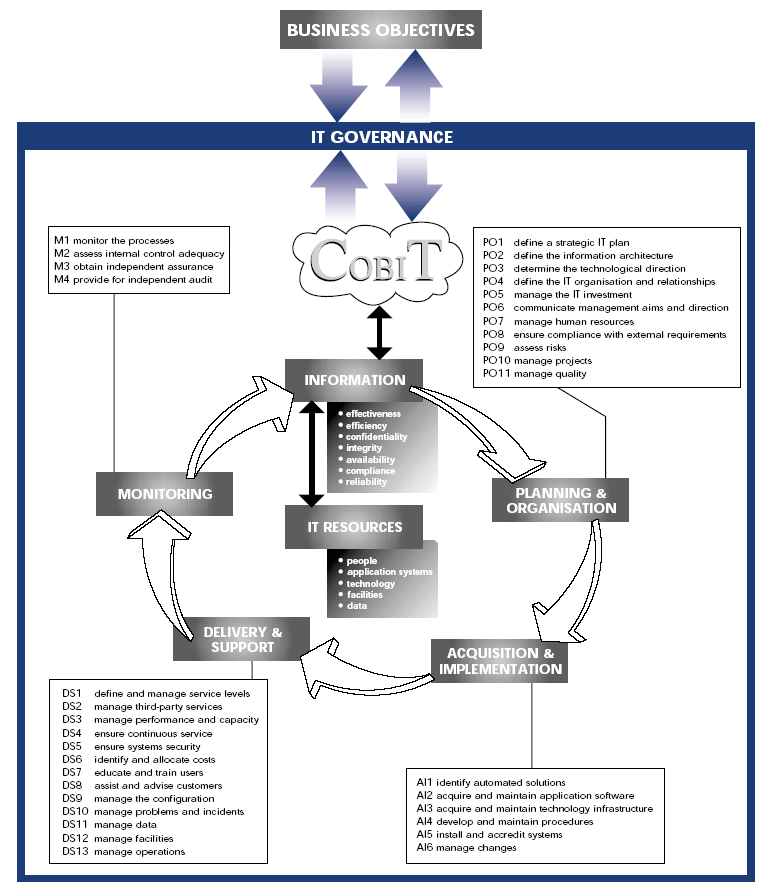 BUSINESS OBJECTIVES
IT GOVERNANCE
COBIT
M1 monitor the processes
M2 assess internal control adequacy
M3 obtain independent assurance
M4 provide for independent audit
PO1 define a strategic IT plan
PO2 define the information architecture
PO3 determine the technological direction
PO4 define the IT organisation and relationships
PO5 manage the IT investment
PO6 communicate management aims and direction
PO7 manage human resources
PO8 ensure compliance with external requirements
PO9 assess risks
PO10 manage projects
PO11 manage quality
INFORMATION
• effectiveness
• efficiency
• confidentiality
• integrity
• availability
• compliance
• reliability
MONITORING
PLANNING &
ORGANISATION
IT RESOURCES
• people
• application systems
• technology
• facilities
• data
DELIVERY &
SUPPORT
ACQUISITION &
IMPLEMENTATION
DS1 define and manage service levels
DS2 manage third-party services
DS3 manage performance and capacity
DS4 ensure continuous service
DS5 ensure systems security
DS6 identify and allocate costs
DS7 educate and train users
DS8 assist and advise customers
DS9 manage the configuration
DS10 manage problems and incidents
DS11 manage data
DS12 manage facilities
DS13 manage operations
AI1 identify automated solutions
AI2 acquire and maintain application software
AI3 acquire and maintain technology infrastructure
AI4 develop and maintain procedures
AI5 install and accredit systems
AI6 manage changes